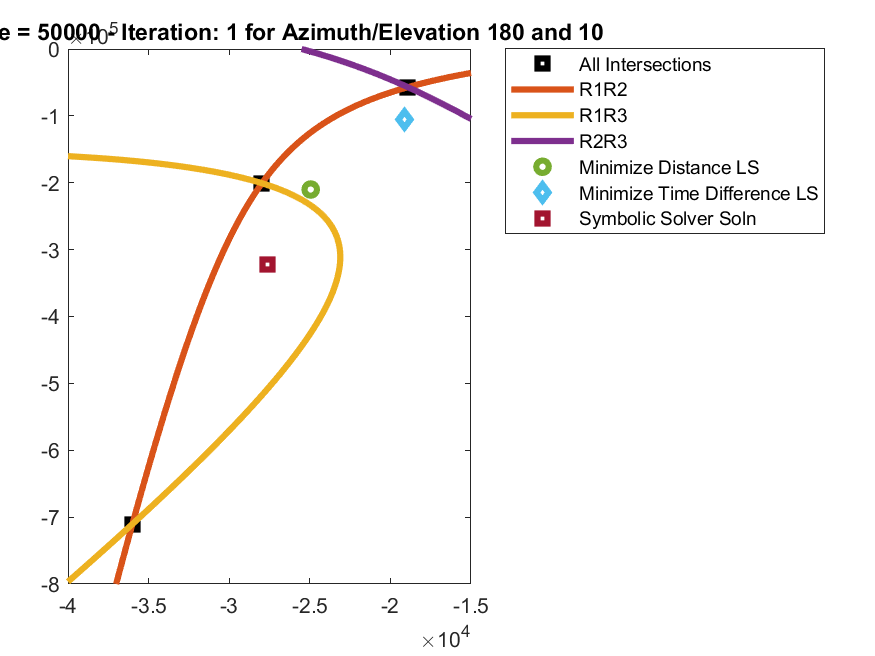 e = 50000 - Iteration: 1 for Azimuth/Elevation 180 and 10
×10^5
0
-1
-2
-3
-4
-5
-6
-7
-8
-4 -3.5 -3 -2.5 -2 -1.5
×10^4
All Intersections
R1R2
R1R3
R2R3
Minimize Distance LS
Minimize Time Difference LS
Symbolic Solver Soln